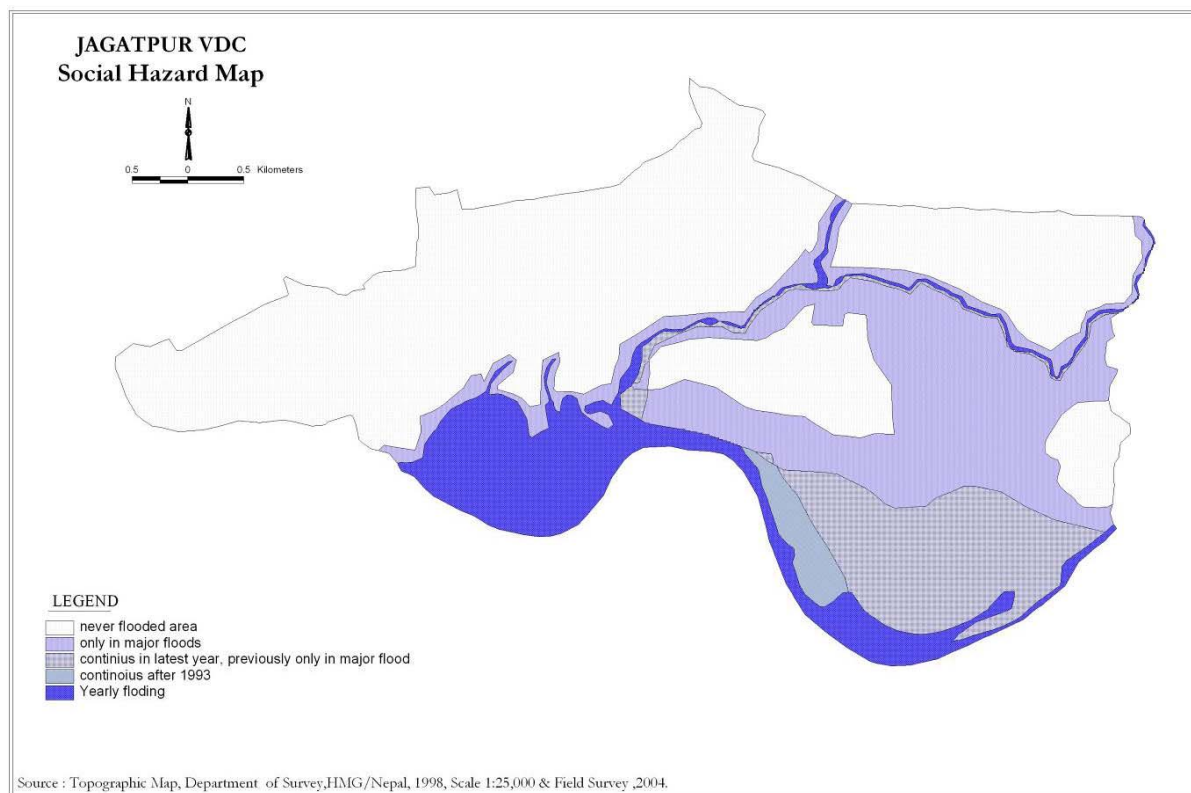 JAGATPUR VDC
Social Hazard Map
N
0.5 0 0.5 Kilometers
LEGEND
never flooded area
only in major floods
continius in latest year, previously only in major flood
continoius after 1993
Yearly floding
Source : Topographic Map, Department of Survey,HMG/Nepal, 1998, Scale 1:25,000 & Field Survey ,2004.